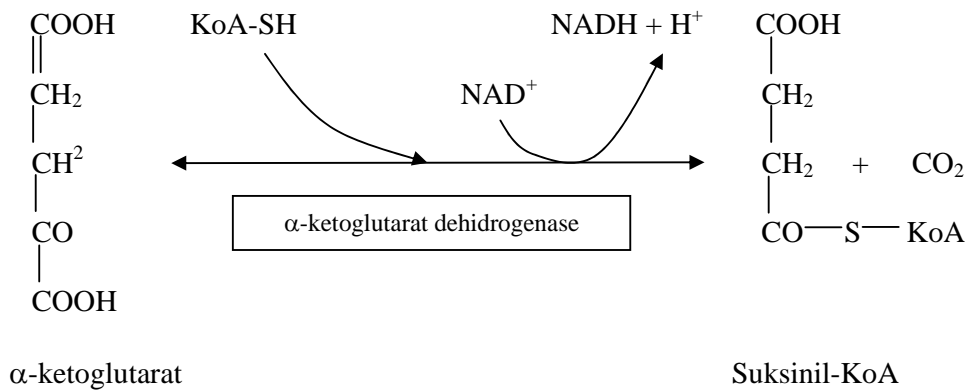 COOH KoA-SH NADH + H⁺ COOH
CH₂ NAD⁺ CH₂
CH² CH₂ + CO₂
α-ketoglutarat dehidrogenase
CO CO S KoA
COOH
α-ketoglutarat Suksinil-KoA